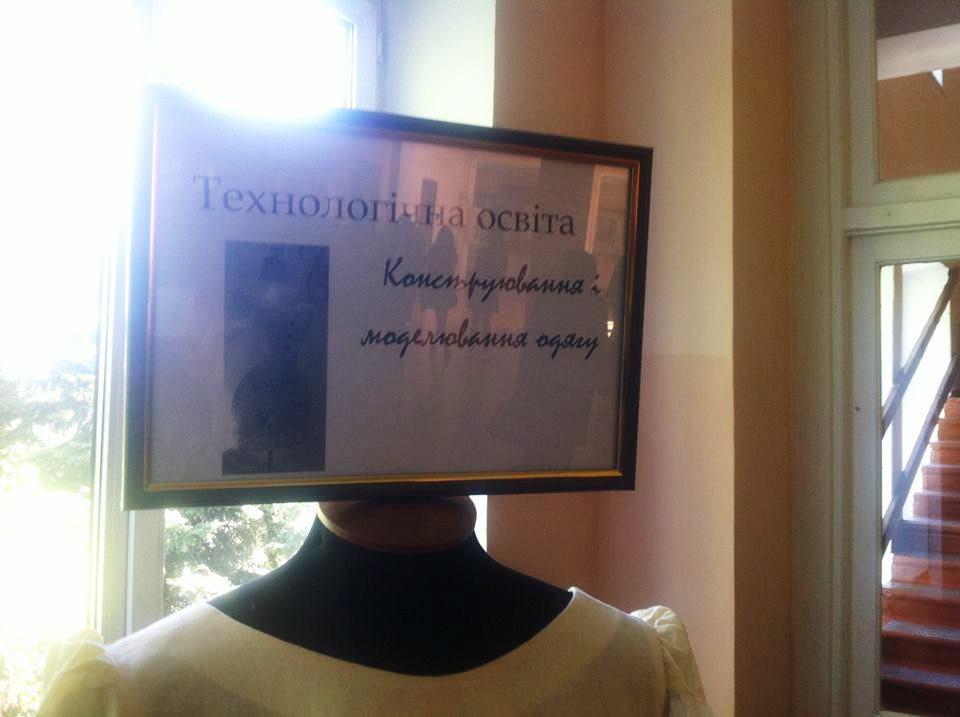 Технологічна освіта
Конструювання і
моделювання одягу